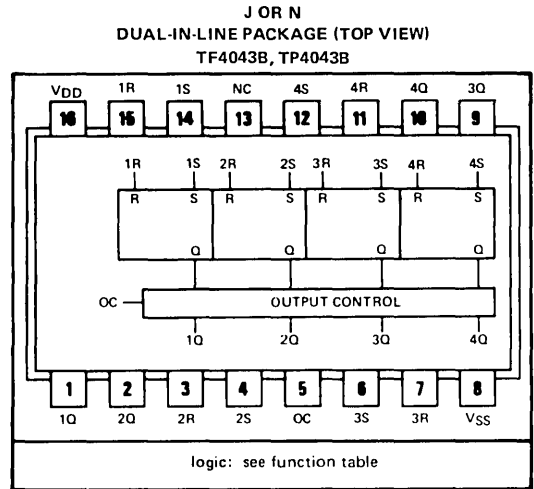 J OR N
DUAL-IN-LINE PACKAGE (TOP VIEW)
TF4043B, TP4043B
VDD 1R 1S NC 4S 4R 4Q 3Q
16 15 14 13 12 11 10 9
1R 1S 2R 2S 3R 3S 4R 4S
R S R S R S R S
Q Q Q Q
OC OUTPUT CONTROL
1Q 2Q 3Q 4Q
1 2 3 4 5 6 7 8
1Q 2Q 2R 2S OC 3S 3R VSS
logic: see function table